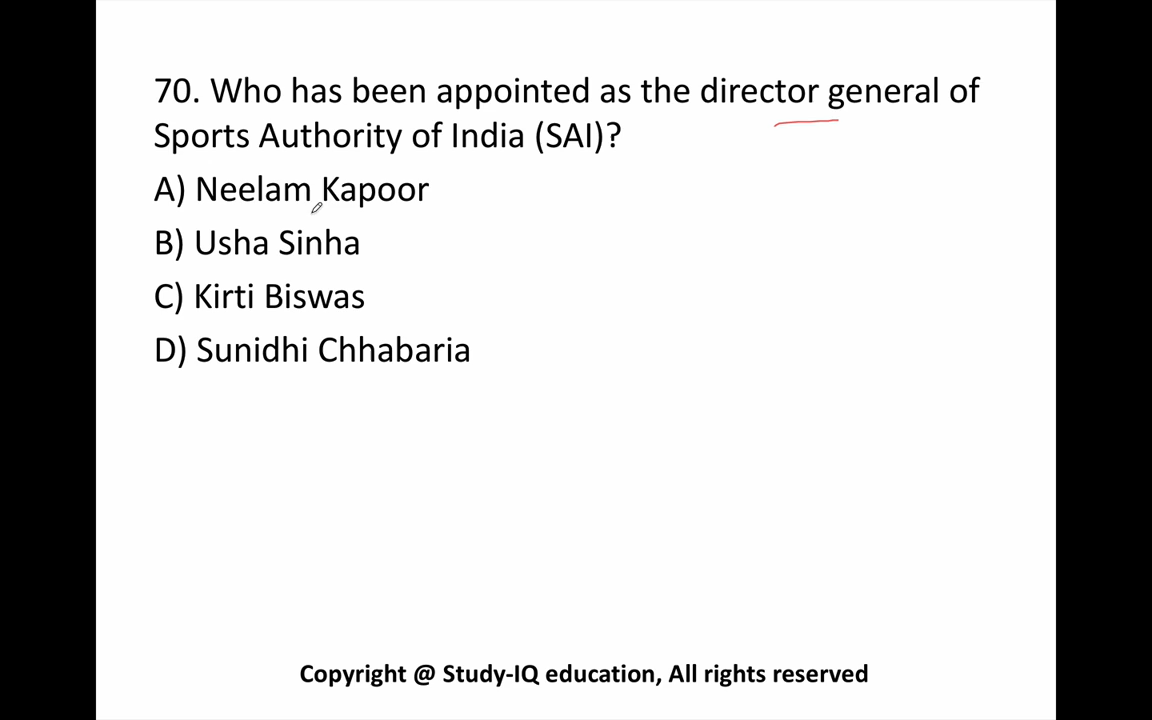 70. Who has been appointed as the director general of
Sports Authority of India (SAI)?
A) Neelam Kapoor
B) Usha Sinha
C) Kirti Biswas
D) Sunidhi Chhabaria
Copyright @ Study-IQ education, All rights reserved